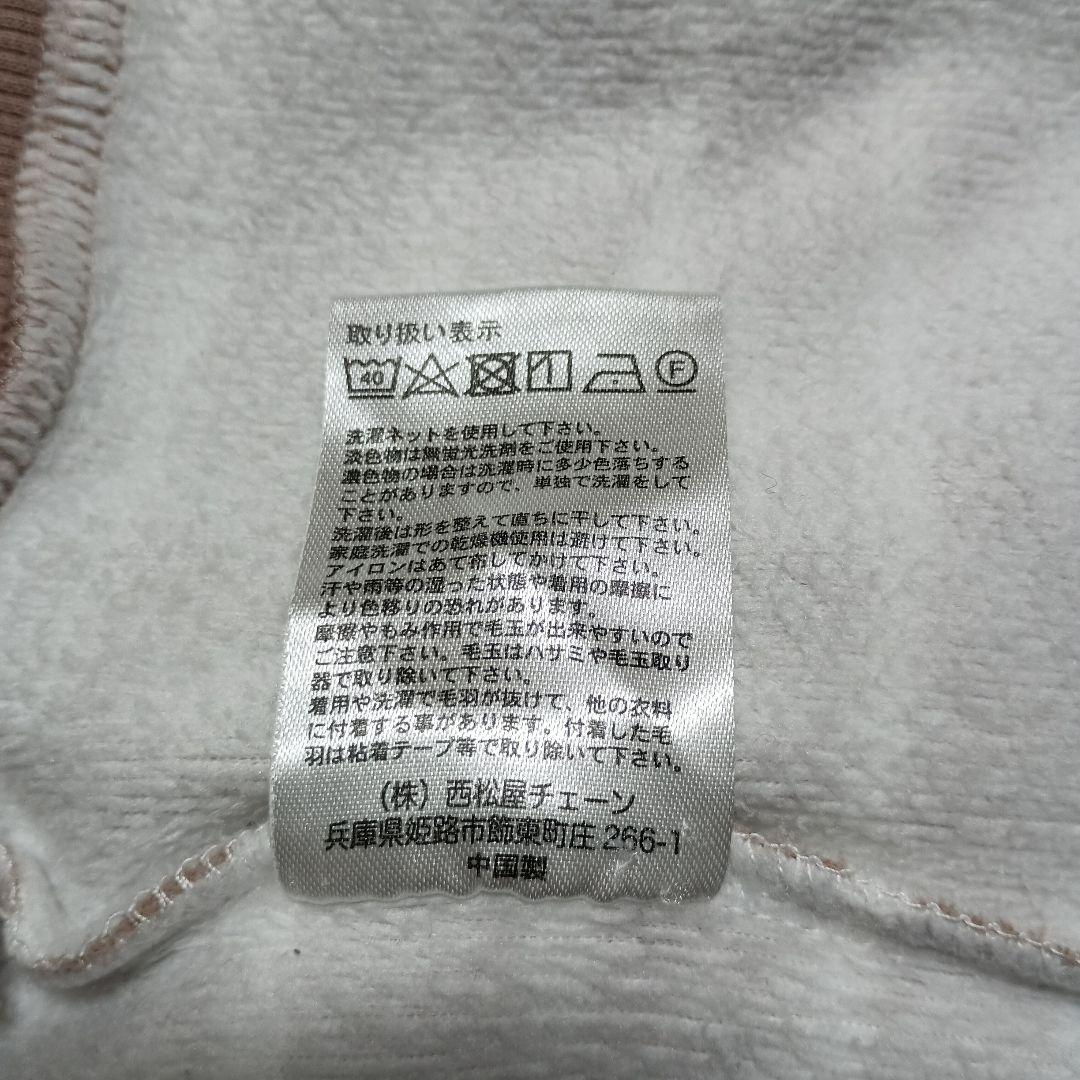 取り扱い表示
40 F
洗濯ネットを使用して下さい。
淡色物は無蛍光洗剤をご使用下さい。
濃色物の場合は洗濯時に多少色落ちする
ことがありますので、単独で洗濯をして
下さい。
洗濯後は形を整えて直ちに干して下さい。
家庭洗濯での乾燥機使用は避けて下さい。
アイロンはあて布してかけて下さい。
汗や雨等の湿った状態や着用の摩擦に
より色移りの恐れがあります。
摩擦やもみ作用で毛玉が出来やすいので
ご注意下さい。毛玉はハサミや毛玉取り
器で取り除いて下さい。
着用や洗濯で毛羽が抜けて、他の衣料
に付着する事があります。付着した毛
羽は粘着テープ等で取り除いて下さい。
(株) 西松屋チェーン
兵庫県姫路市飾東町庄266-1
中国製